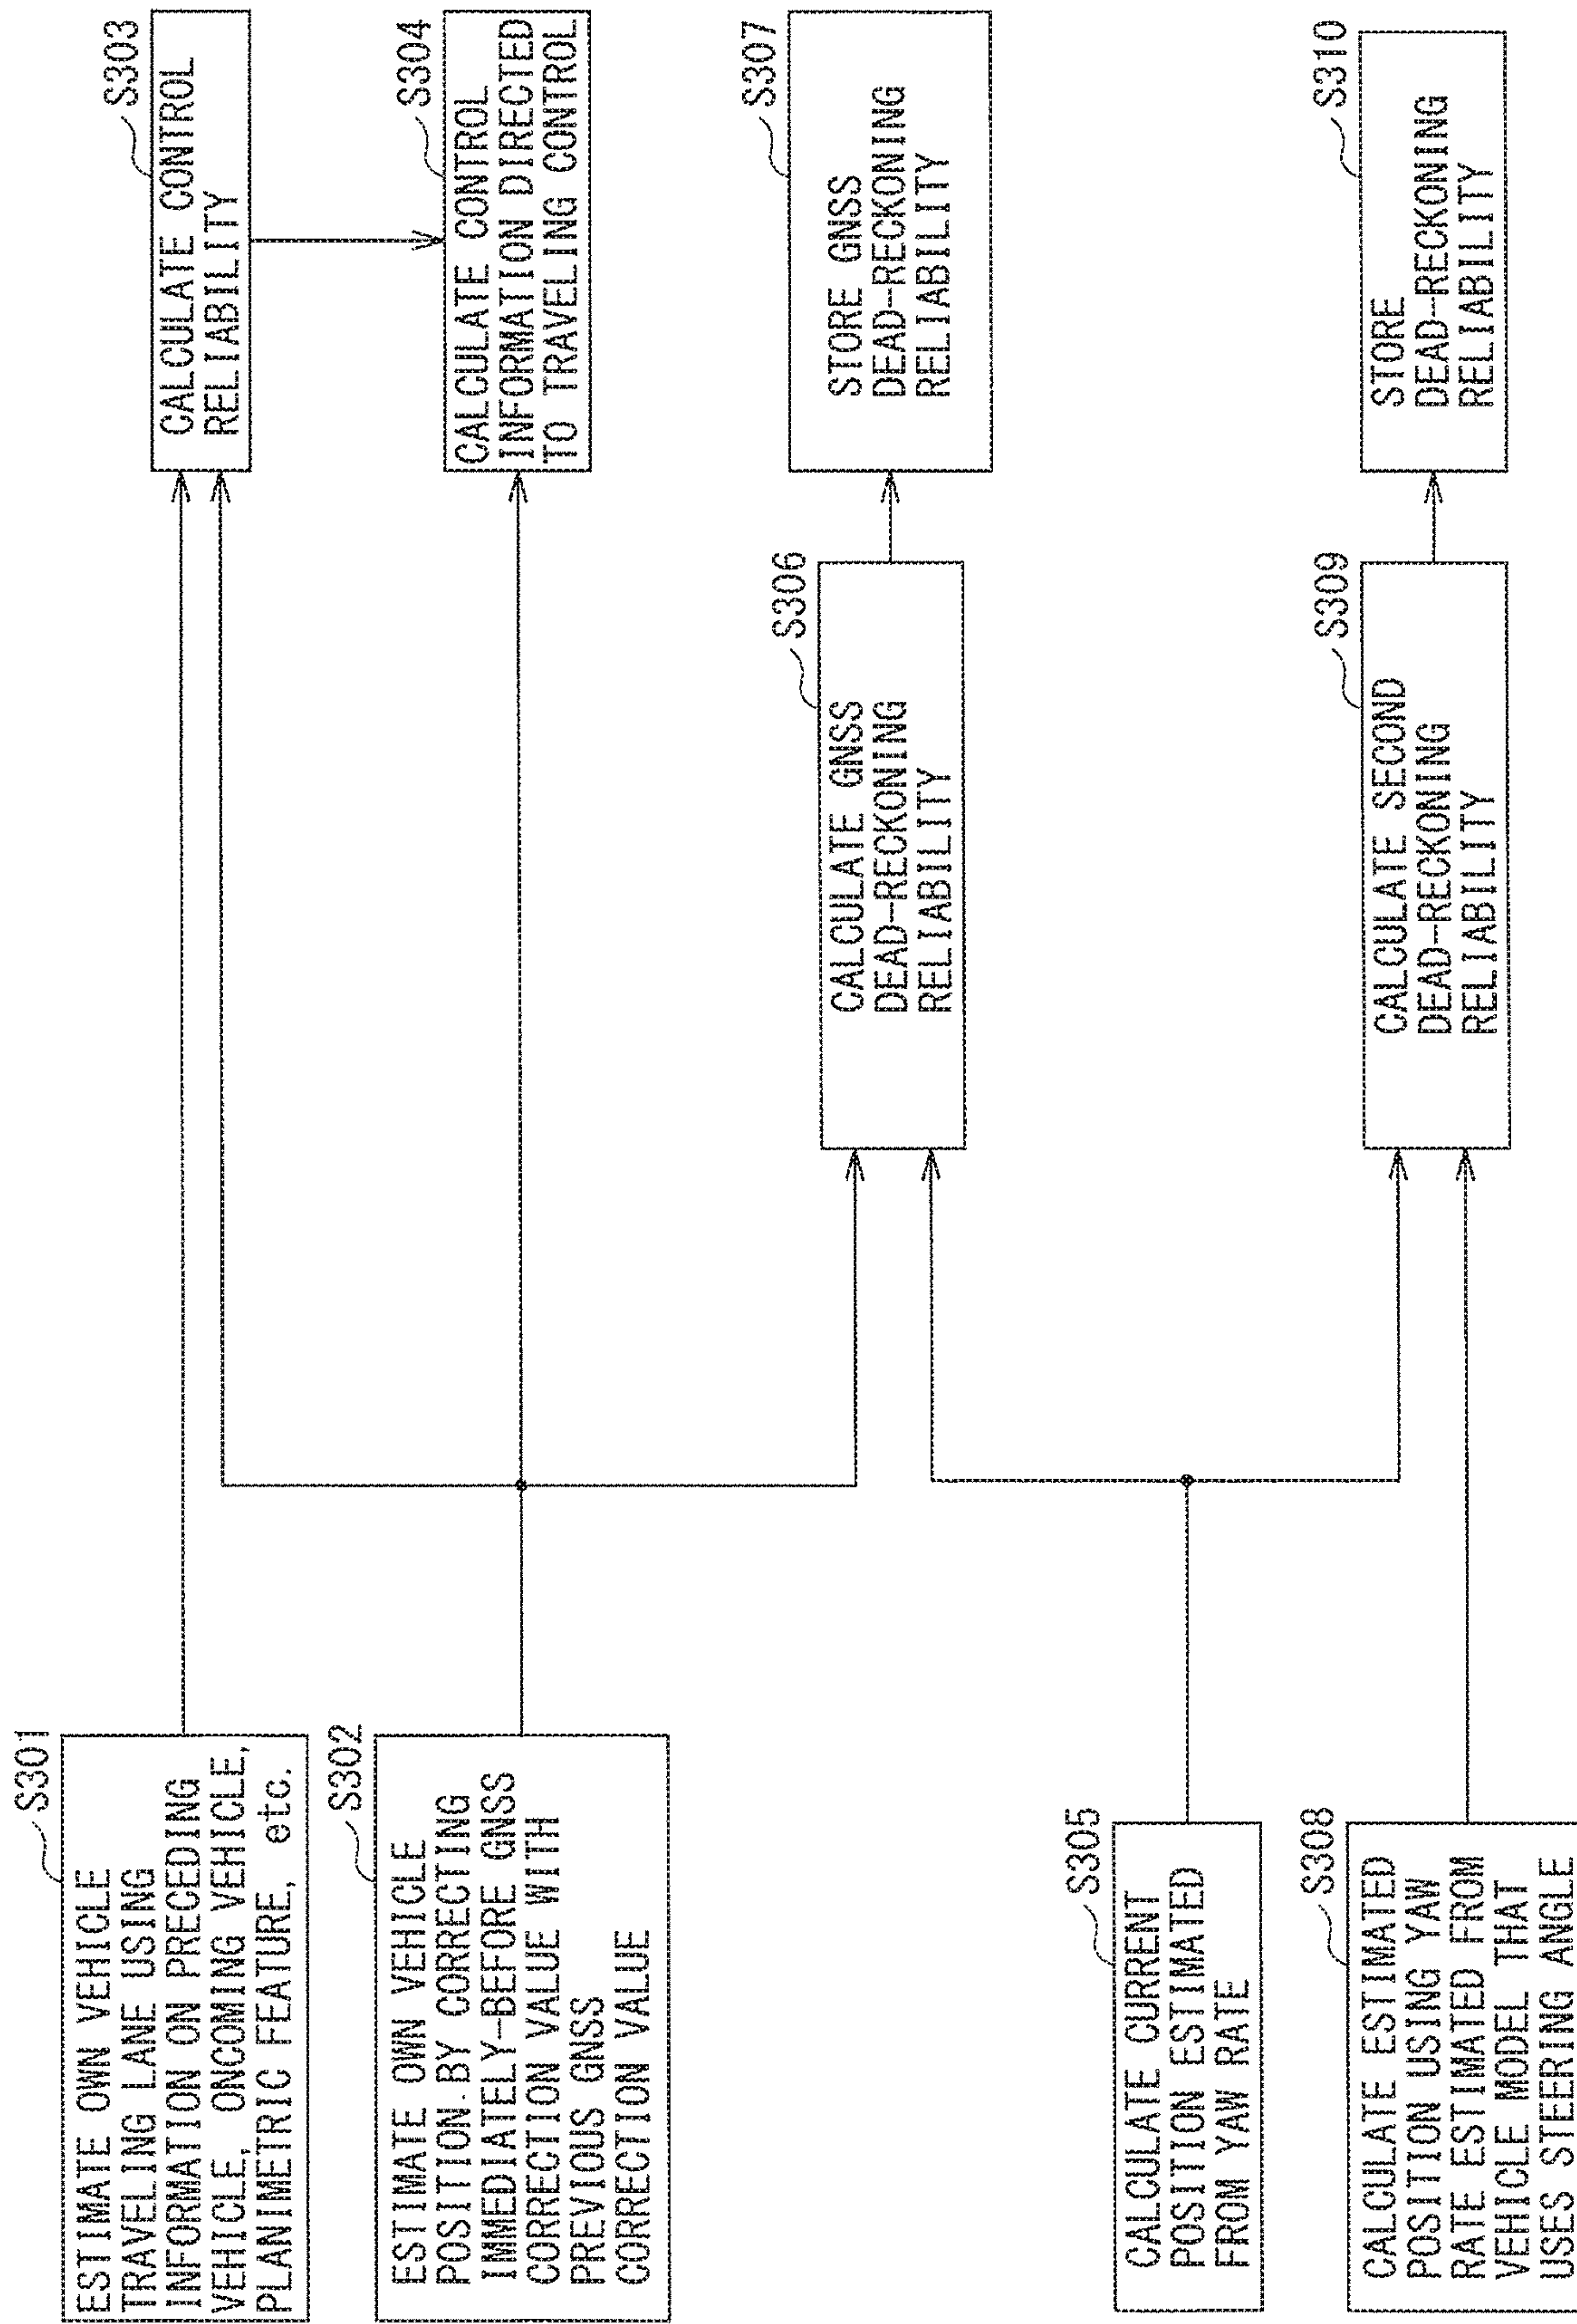 S301
ESTIMATE OWN VEHICLE
TRAVELING LANE USING
INFORMATION ON PRECEDING
VEHICLE, ONCOMING VEHICLE,
PLANIMETRIC FEATURE, etc.
S302
ESTIMATE OWN VEHICLE
POSITION BY CORRECTING
IMMEDIATELY-BEFORE GNSS
CORRECTION VALUE WITH
PREVIOUS GNSS
CORRECTION VALUE
S303
CALCULATE CONTROL
RELIABILITY
S304
CALCULATE CONTROL
INFORMATION DIRECTED
TO TRAVELING CONTROL
S305
CALCULATE CURRENT
POSITION ESTIMATED
FROM YAW RATE
S306
CALCULATE GNSS
DEAD-RECKONING
RELIABILITY
S307
STORE GNSS
DEAD-RECKONING
RELIABILITY
S308
CALCULATE ESTIMATED
POSITION USING YAW
RATE ESTIMATED FROM
VEHICLE MODEL THAT
USES STEERING ANGLE
S309
CALCULATE SECOND
DEAD-RECKONING
RELIABILITY
S310
STORE
DEAD-RECKONING
RELIABILITY